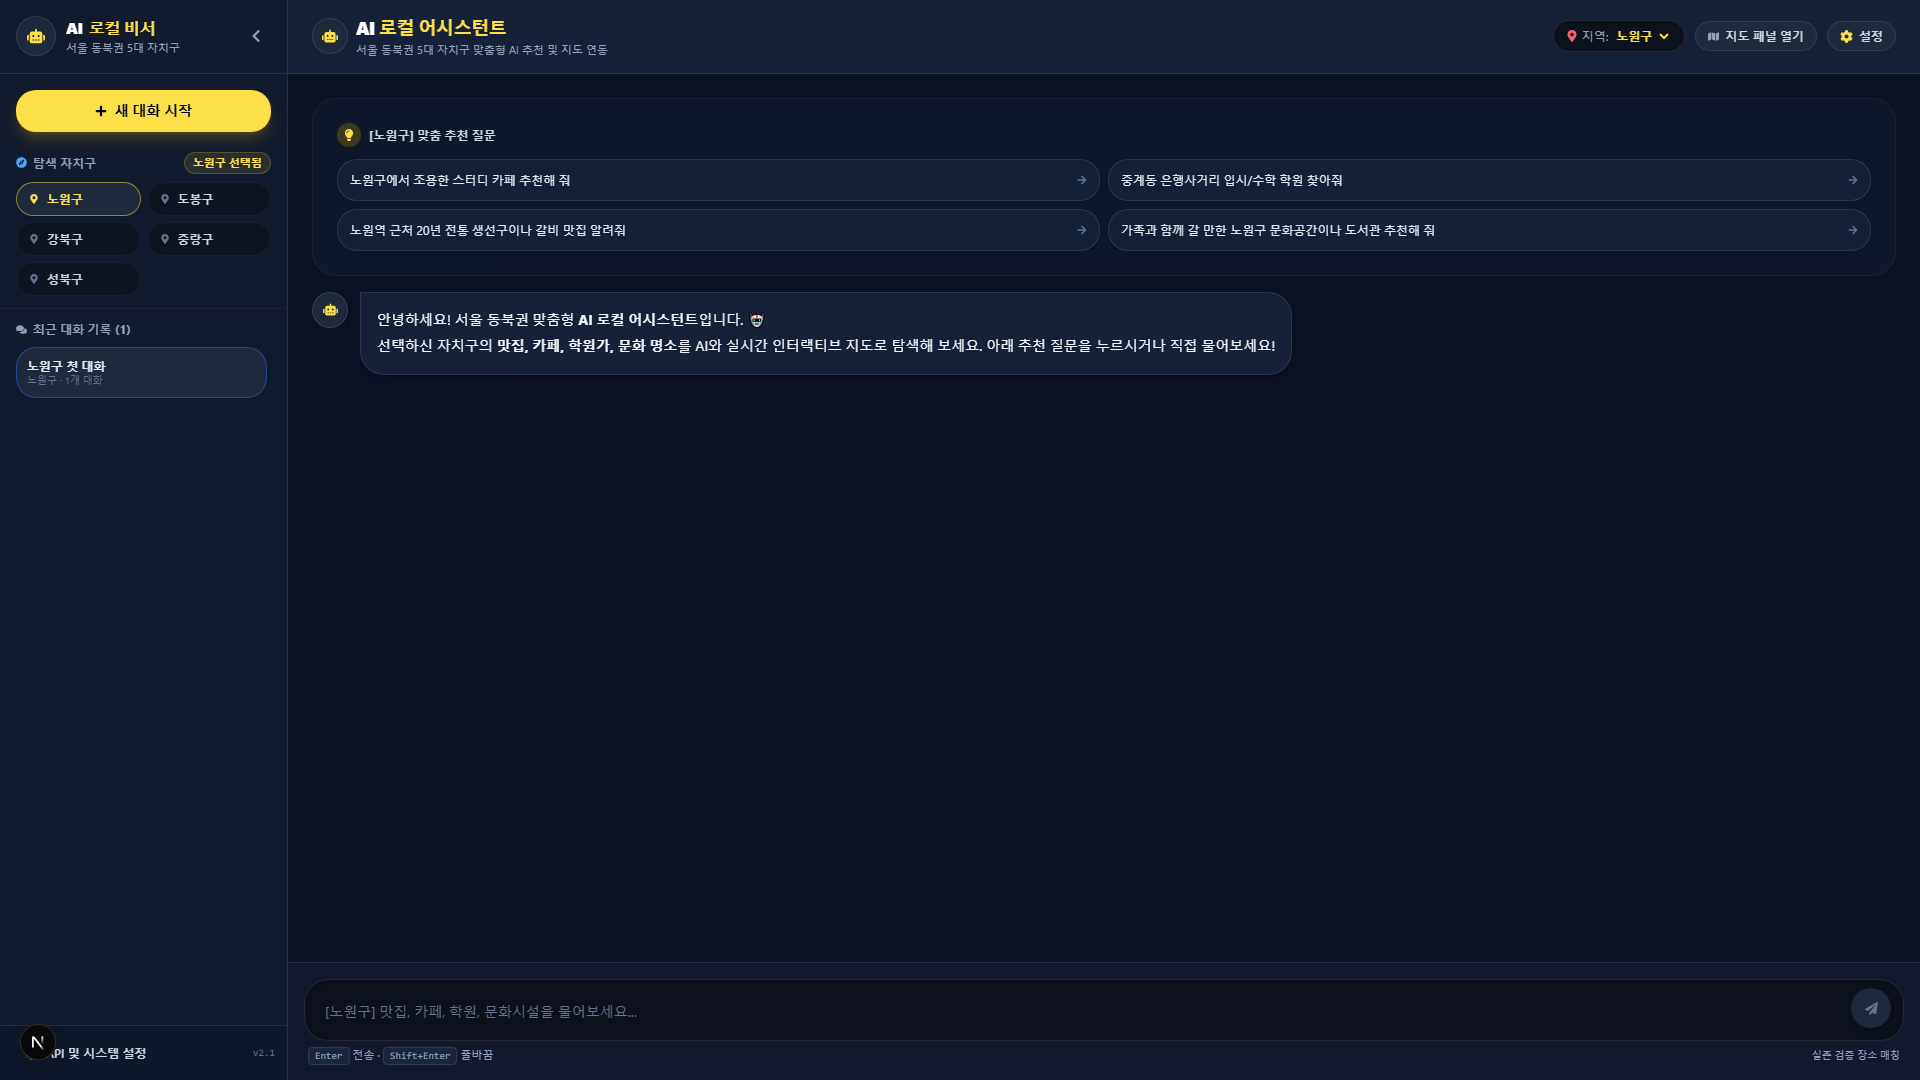 AI 로컬 비서
서울 동북권 5대 자치구
새 대화 시작
탐색 자치구
노원구 선택됨
노원구
도봉구
강북구
중랑구
성북구
최근 대화 기록 (1)
노원구 첫 대화
노원구 · 1개 대화
N
API 및 시스템 설정
v2.1
AI 로컬 어시스턴트
서울 동북권 5대 자치구 맞춤형 AI 추천 및 지도 연동
지역: 노원구
지도 패널 열기
설정
[노원구] 맞춤 추천 질문
노원구에서 조용한 스터디 카페 추천해 줘
중계동 은행사거리 입시/수학 학원 찾아줘
노원역 근처 20년 전통 생선구이나 갈비 맛집 알려줘
가족과 함께 갈 만한 노원구 문화공간이나 도서관 추천해 줘
안녕하세요! 서울 동북권 맞춤형 AI 로컬 어시스턴트입니다.
선택하신 자치구의 맛집, 카페, 학원가, 문화 명소를 AI와 실시간 인터랙티브 지도로 탐색해 보세요. 아래 추천 질문을 누르시거나 직접 물어보세요!
[노원구] 맛집, 카페, 학원, 문화시설을 물어보세요...
Enter 전송 · Shift+Enter 줄바꿈
실존 검증 장소 매칭